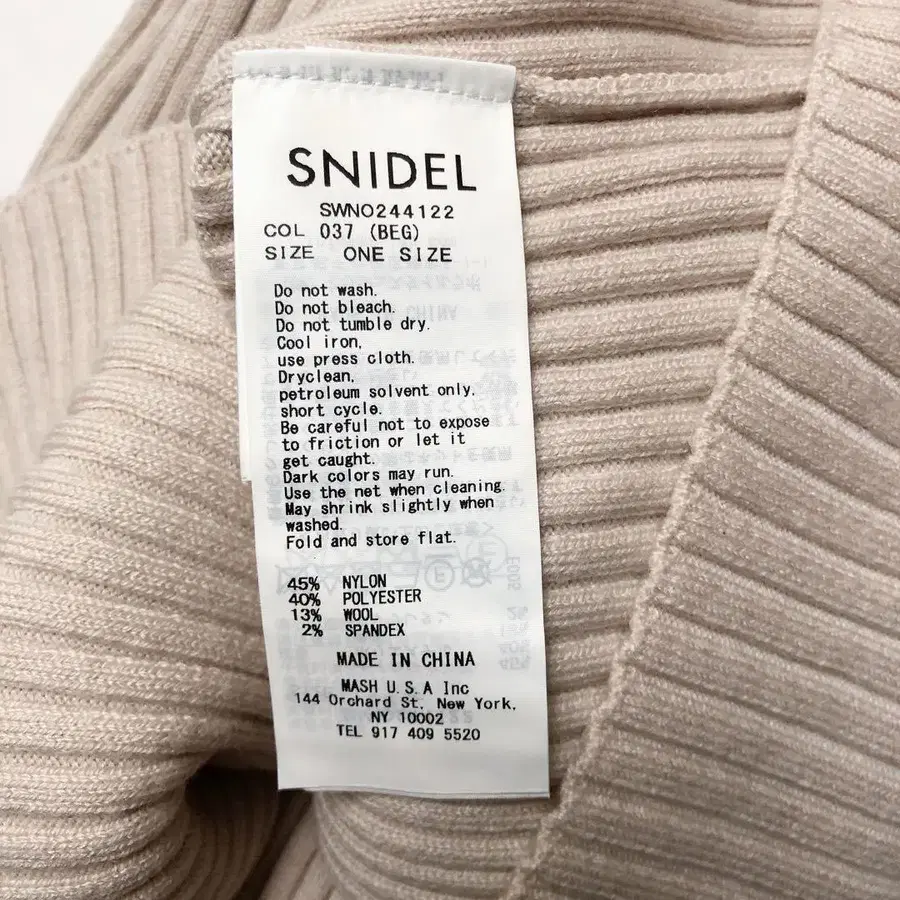 SNIDEL
SWNO244122
COL 037 (BEG)
SIZE ONE SIZE
Do not wash.
Do not bleach.
Do not tumble dry.
Cool iron,
use press cloth.
Dryclean,
petroleum solvent only.
short cycle.
Be careful not to expose
to friction or let it
get caught.
Dark colors may run.
Use the net when cleaning.
May shrink slightly when
washed.
Fold and store flat.
45% NYLON
40% POLYESTER
13% WOOL
2% SPANDEX
MADE IN CHINA
MASH U.S.A Inc
144 Orchard St, New York,
NY 10002
TEL 917 409 5520